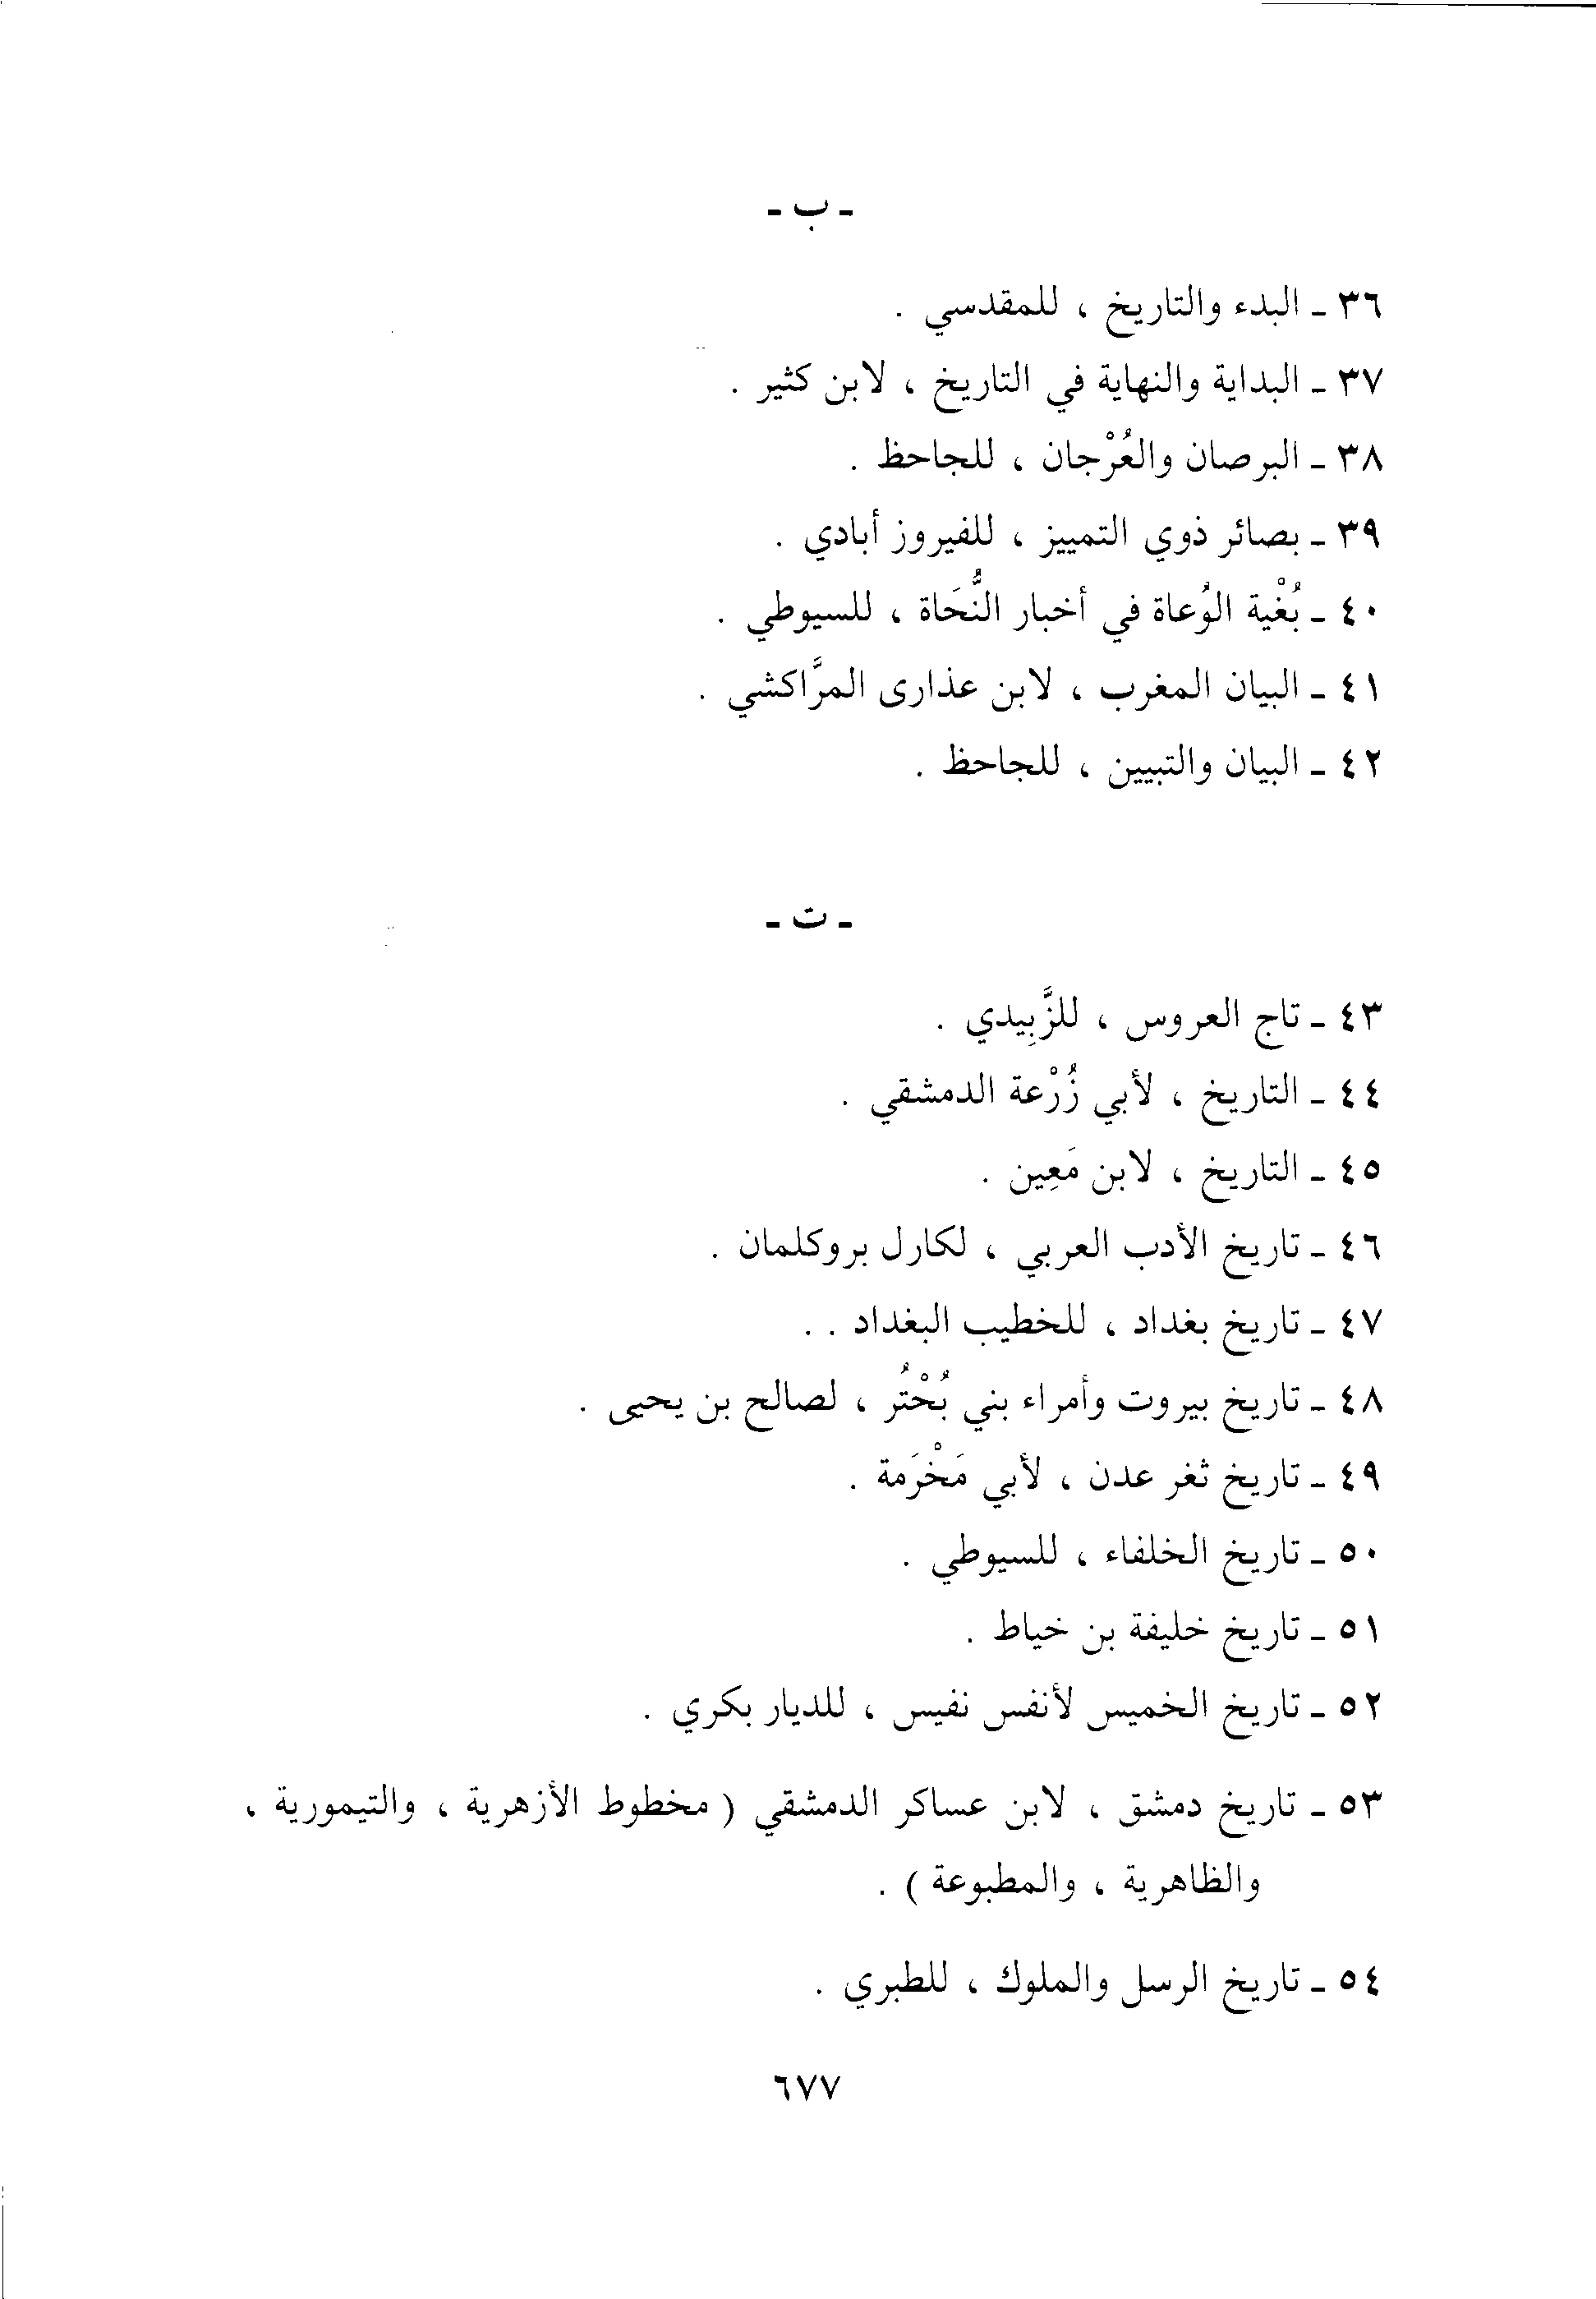 - ب -
٣٦ - البدء والتاريخ ، للمقدسي .
٣٧ - البداية والنهاية في التاريخ ، لابن كثير .
٣٨ - البرصان والعُرْجان ، للجاحظ .
٣٩ - بصائر ذوي التمييز ، للفيروز أبادي .
٤٠ - بُغْية الوُعاة في أخبار النُّحَاة ، للسيوطي .
٤١ - البيان المغرب ، لابن عذارى المرَّاكشي .
٤٢ - البيان والتبيين ، للجاحظ .
- ت -
٤٣ - تاج العروس ، للزَّبِيدي .
٤٤ - التاريخ ، لأبي زُرْعة الدمشقي .
٤٥ - التاريخ ، لابن مَعِين .
٤٦ - تاريخ الأدب العربي ، لكارل بروكلمان .
٤٧ - تاريخ بغداد ، للخطيب البغداد . .
٤٨ - تاريخ بيروت وأمراء بني بُحْتُر ، لصالح بن يحيى .
٤٩ - تاريخ ثغر عدن ، لأبي مَخْرَمة .
٥٠ - تاريخ الخلفاء ، للسيوطي .
٥١ - تاريخ خليفة بن خياط .
٥٢ - تاريخ الخميس لأنفس نفيس ، للديار بكري .
٥٣ - تاريخ دمشق ، لابن عساكر الدمشقي ( مخطوط الأزهرية ، والتيمورية ،
والظاهرية ، والمطبوعة ) .
٥٤ - تاريخ الرسل والملوك ، للطبري .
٦٧٧